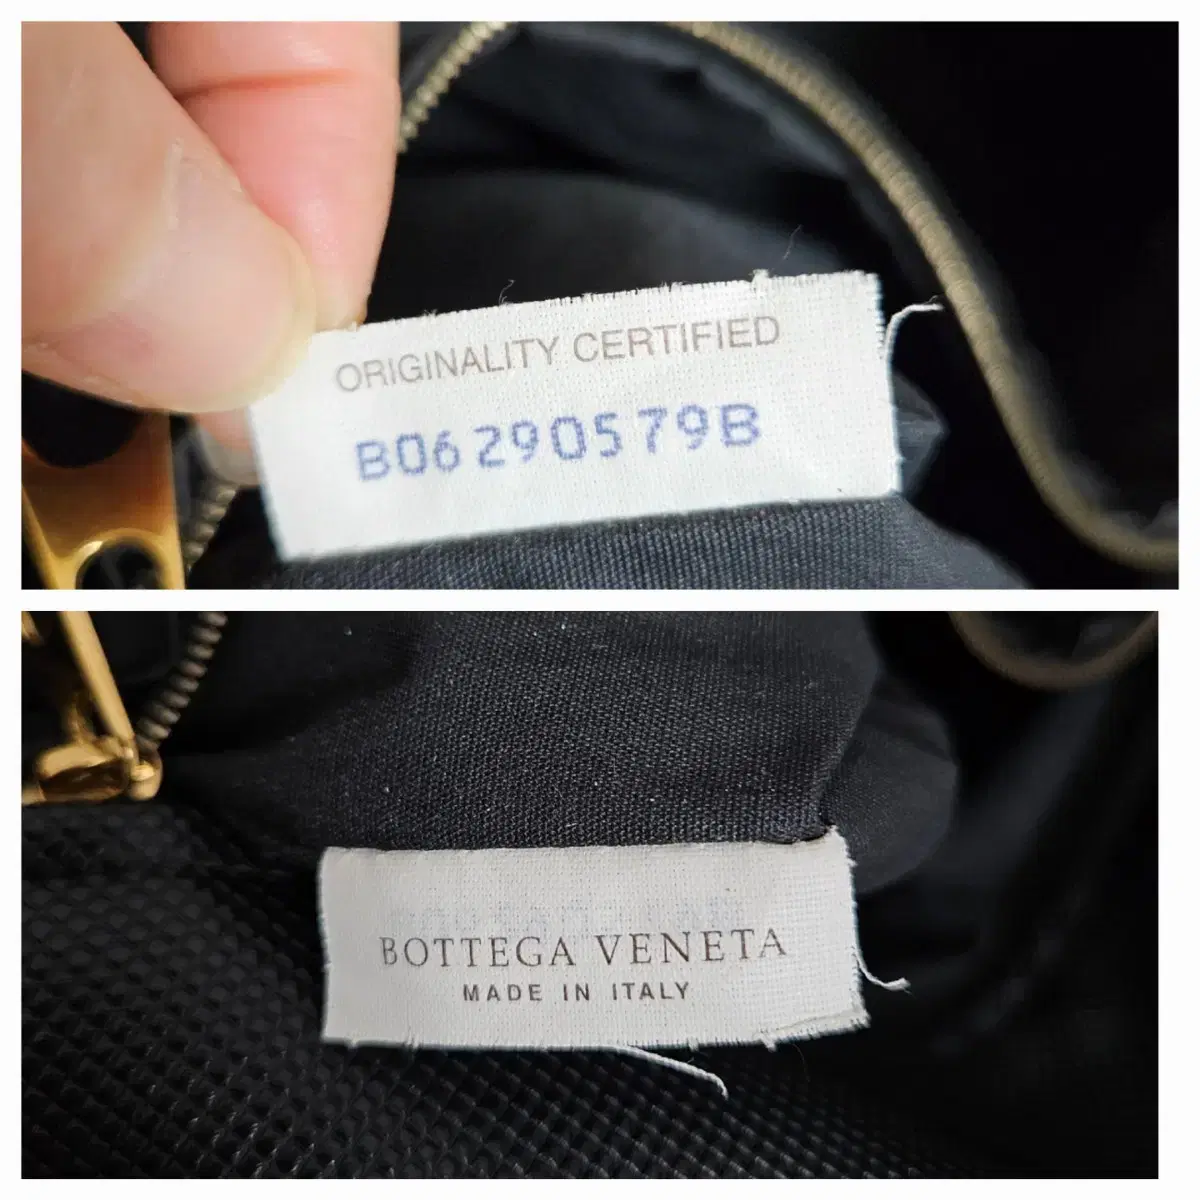 ORIGINALITY CERTIFIED
B06290579B
BOTTEGA VENETA
MADE IN ITALY